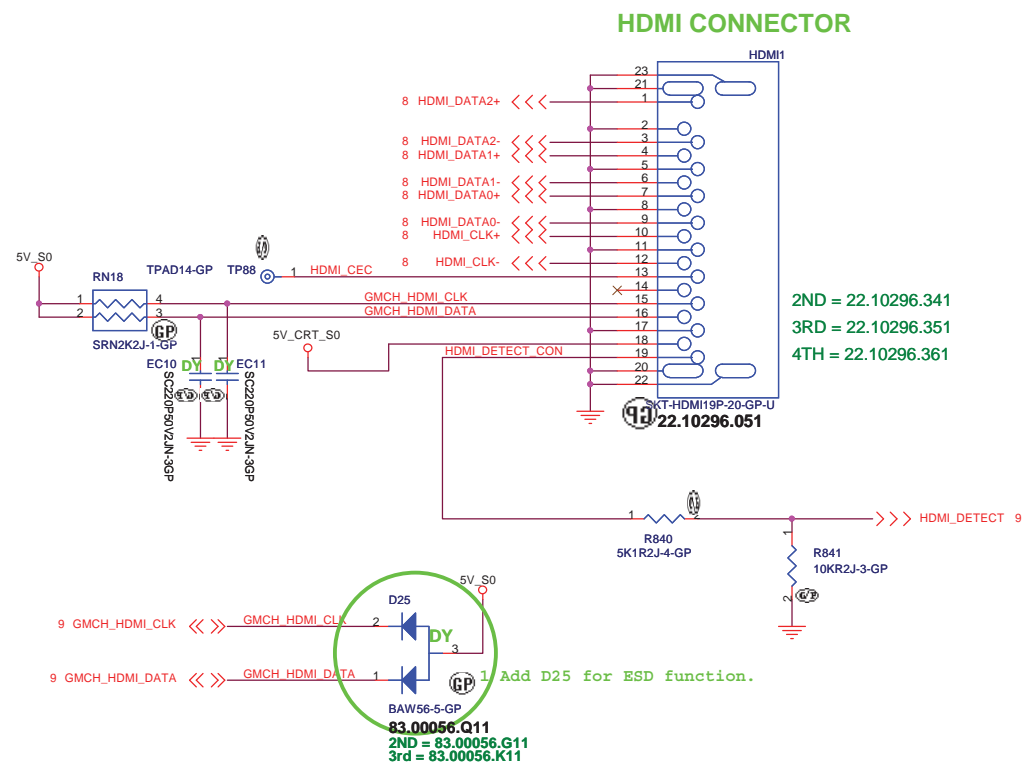 HDMI CONNECTOR
HDMI1
23
21
8 HDMI_DATA2+ 1
2
8 HDMI_DATA2- 3
8 HDMI_DATA1+ 4
5
8 HDMI_DATA1- 6
8 HDMI_DATA0+ 7
8
8 HDMI_DATA0- 9
8 HDMI_CLK+ 10
11
8 HDMI_CLK- 12
13
14
15
16
17
18
19
20
22
5V_S0
RN18
TPAD14-GP TP88 1 HDMI_CEC
1 4 GMCH_HDMI_CLK
2 3 GMCH_HDMI_DATA
GP
SRN2K2J-1-GP
5V_CRT_S0
HDMI_DETECT_CON
EC10 DY DY EC11
1 1
SC220P50V2JN-3GP
SC220P50V2JN-3GP
2ND = 22.10296.341
3RD = 22.10296.351
4TH = 22.10296.361
SKT-HDMI19P-20-GP-U
GP
22.10296.051
1 2
R840
5K1R2J-4-GP
HDMI_DETECT 9
1
R841
10KR2J-3-GP
2
5V_S0
D25
9 GMCH_HDMI_CLK GMCH_HDMI_CLK 2
DY
3
9 GMCH_HDMI_DATA GMCH_HDMI_DATA 1
GP
1 Add D25 for ESD function.
BAW56-5-GP
83.00056.Q11
2ND = 83.00056.G11
3rd = 83.00056.K11